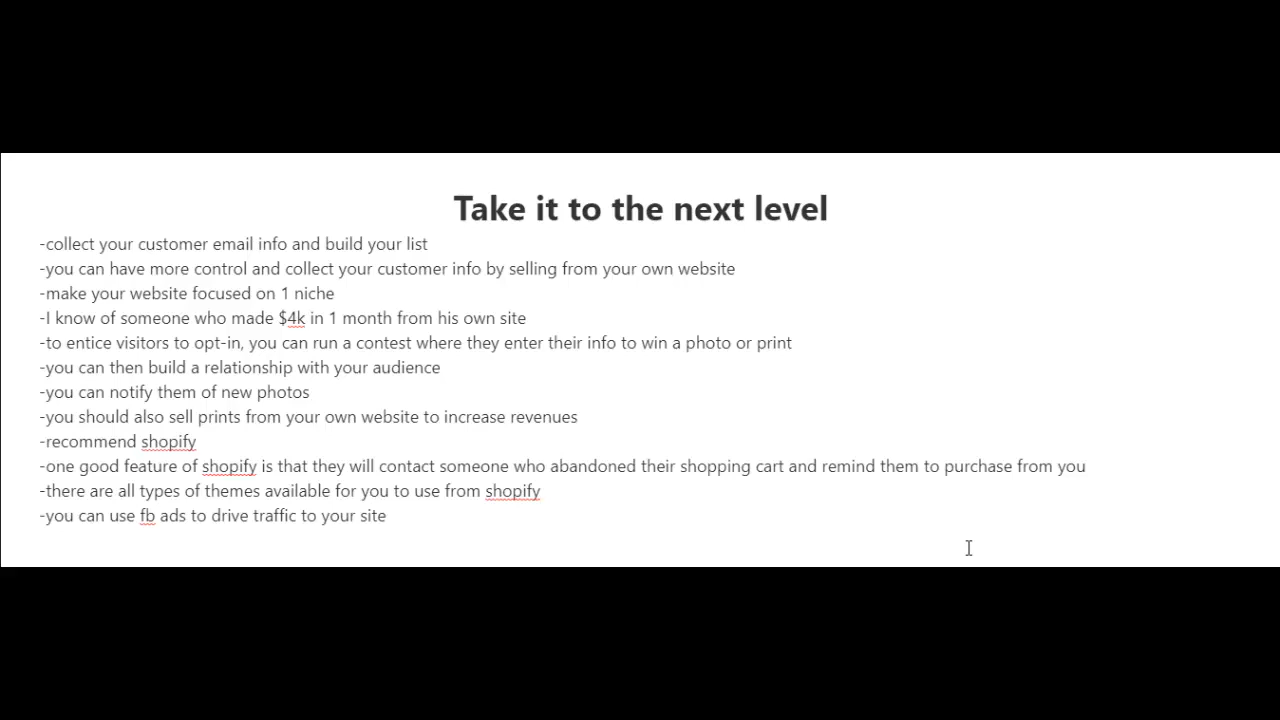 Take it to the next level
-collect your customer email info and build your list
-you can have more control and collect your customer info by selling from your own website
-make your website focused on 1 niche
-I know of someone who made $4k in 1 month from his own site
-to entice visitors to opt-in, you can run a contest where they enter their info to win a photo or print
-you can then build a relationship with your audience
-you can notify them of new photos
-you should also sell prints from your own website to increase revenues
-recommend shopify
-one good feature of shopify is that they will contact someone who abandoned their shopping cart and remind them to purchase from you
-there are all types of themes available for you to use from shopify
-you can use fb ads to drive traffic to your site